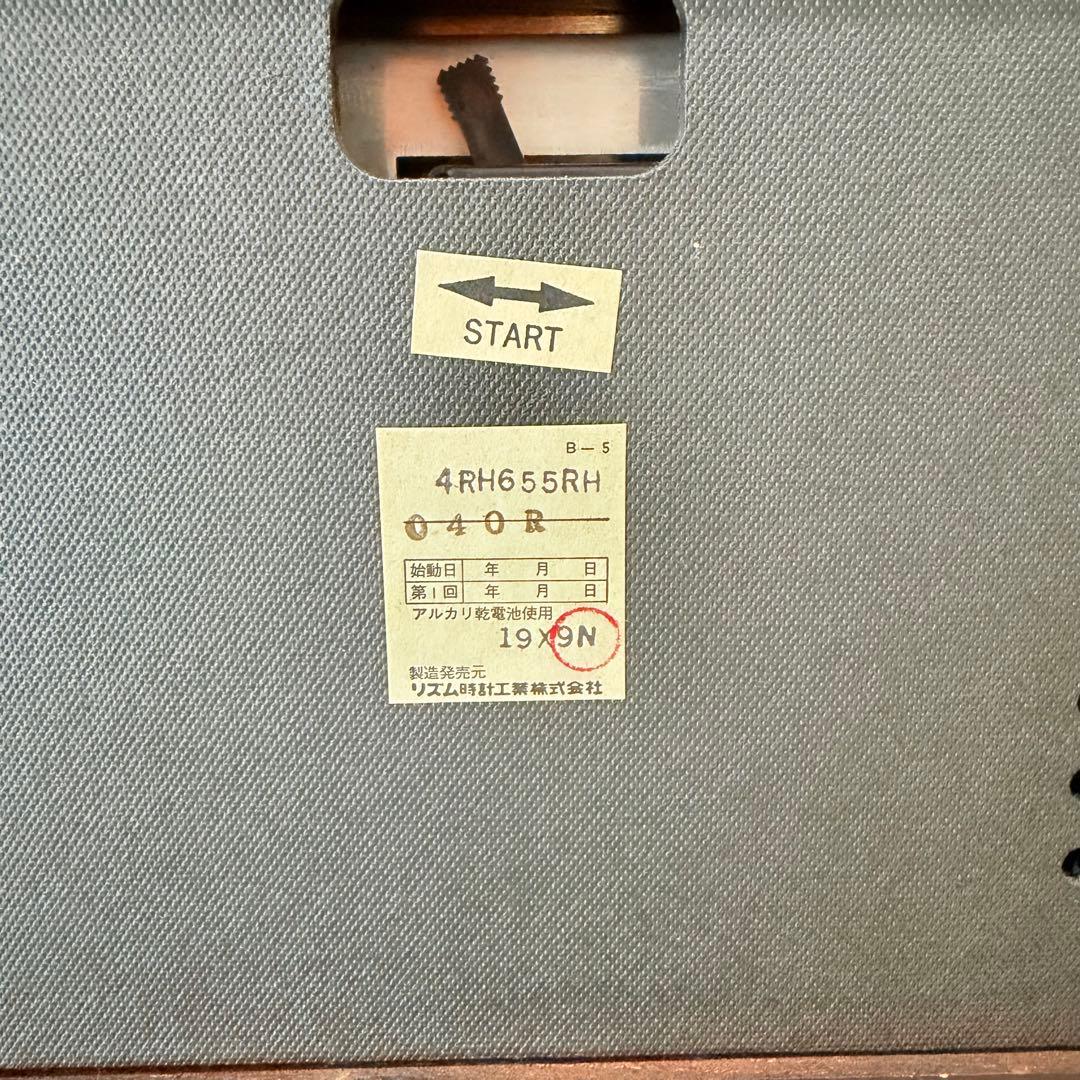 START
B-5
4RH655RH
040R
始動日 年 月 日
第1回 年 月 日
アルカリ乾電池使用
19X9N
製造発売元
リズム時計工業株式会社